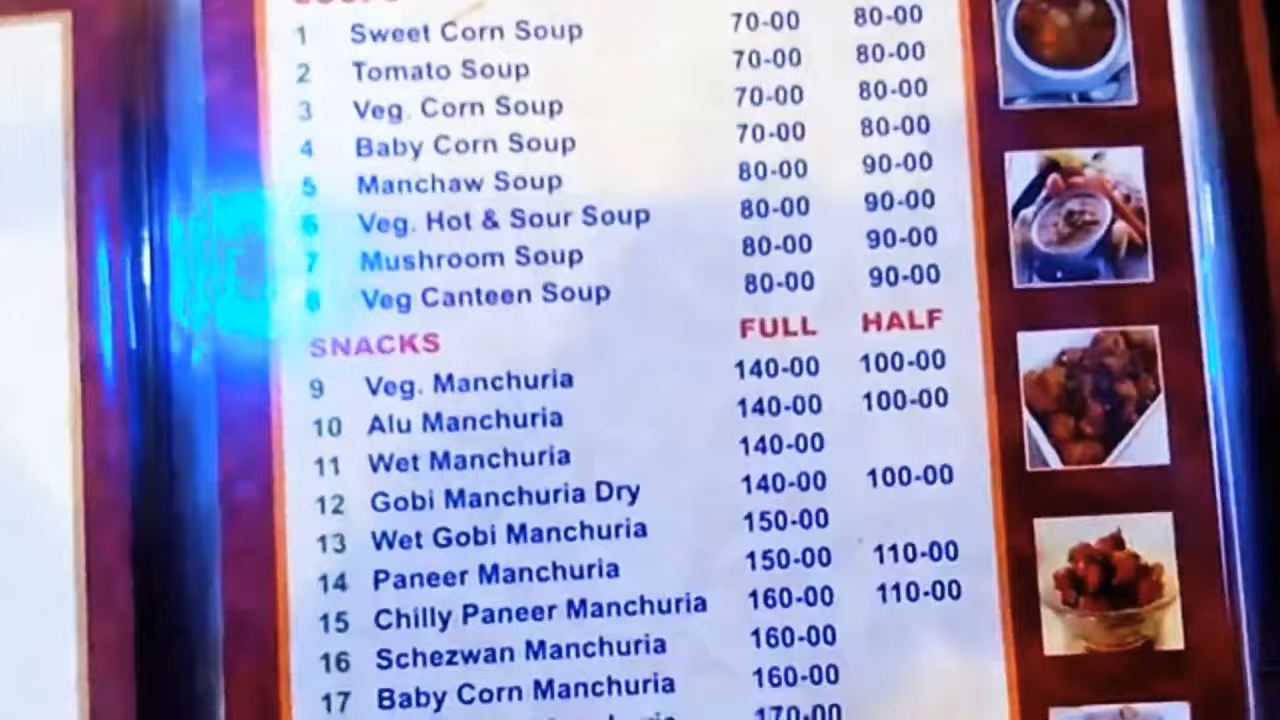 1 Sweet Corn Soup 70-00 80-00
2 Tomato Soup 70-00 80-00
3 Veg. Corn Soup 70-00 80-00
4 Baby Corn Soup 70-00 80-00
5 Manchaw Soup 80-00 90-00
6 Veg. Hot & Sour Soup 80-00 90-00
7 Mushroom Soup 80-00 90-00
8 Veg Canteen Soup 80-00 90-00
SNACKS FULL HALF
9 Veg. Manchuria 140-00 100-00
10 Alu Manchuria 140-00 100-00
11 Wet Manchuria 140-00
12 Gobi Manchuria Dry 140-00 100-00
13 Wet Gobi Manchuria 150-00
14 Paneer Manchuria 150-00 110-00
15 Chilly Paneer Manchuria 160-00 110-00
16 Schezwan Manchuria 160-00
17 Baby Corn Manchuria 160-00
170-00